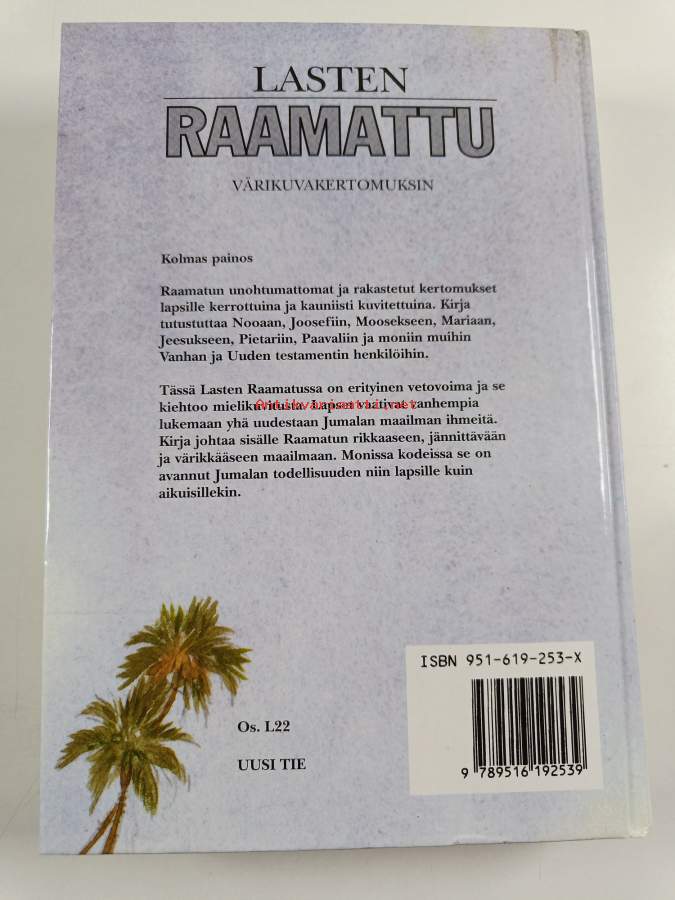 LASTEN
RAAMATTU
VÄRIKUVAKERTOMUKSIN
Kolmas painos
Raamatun unohtumattomat ja rakastetut kertomukset
lapsille kerrottuina ja kauniisti kuvitettuina. Kirja
tutustuttaa Nooaan, Joosefiin, Moosekseen, Mariaan,
Jeesukseen, Pietariin, Paavaliin ja moniin muihin
Vanhan ja Uuden testamentin henkilöihin.
Tässä Lasten Raamatussa on erityinen vetovoima ja se
kiehtoo mielikuvitusta. Lapset vaativat vanhempia
Antikvariaatti.net
lukemaan yhä uudestaan Jumalan maailman ihmeitä.
Kirja johtaa sisälle Raamatun rikkaaseen, jännittävään
ja värikkääseen maailmaan. Monissa kodeissa se on
avannut Jumalan todellisuuden niin lapsille kuin
aikuisillekin.
ISBN 951-619-253-X
Os. L22
UUSI TIE
9 789516 192539